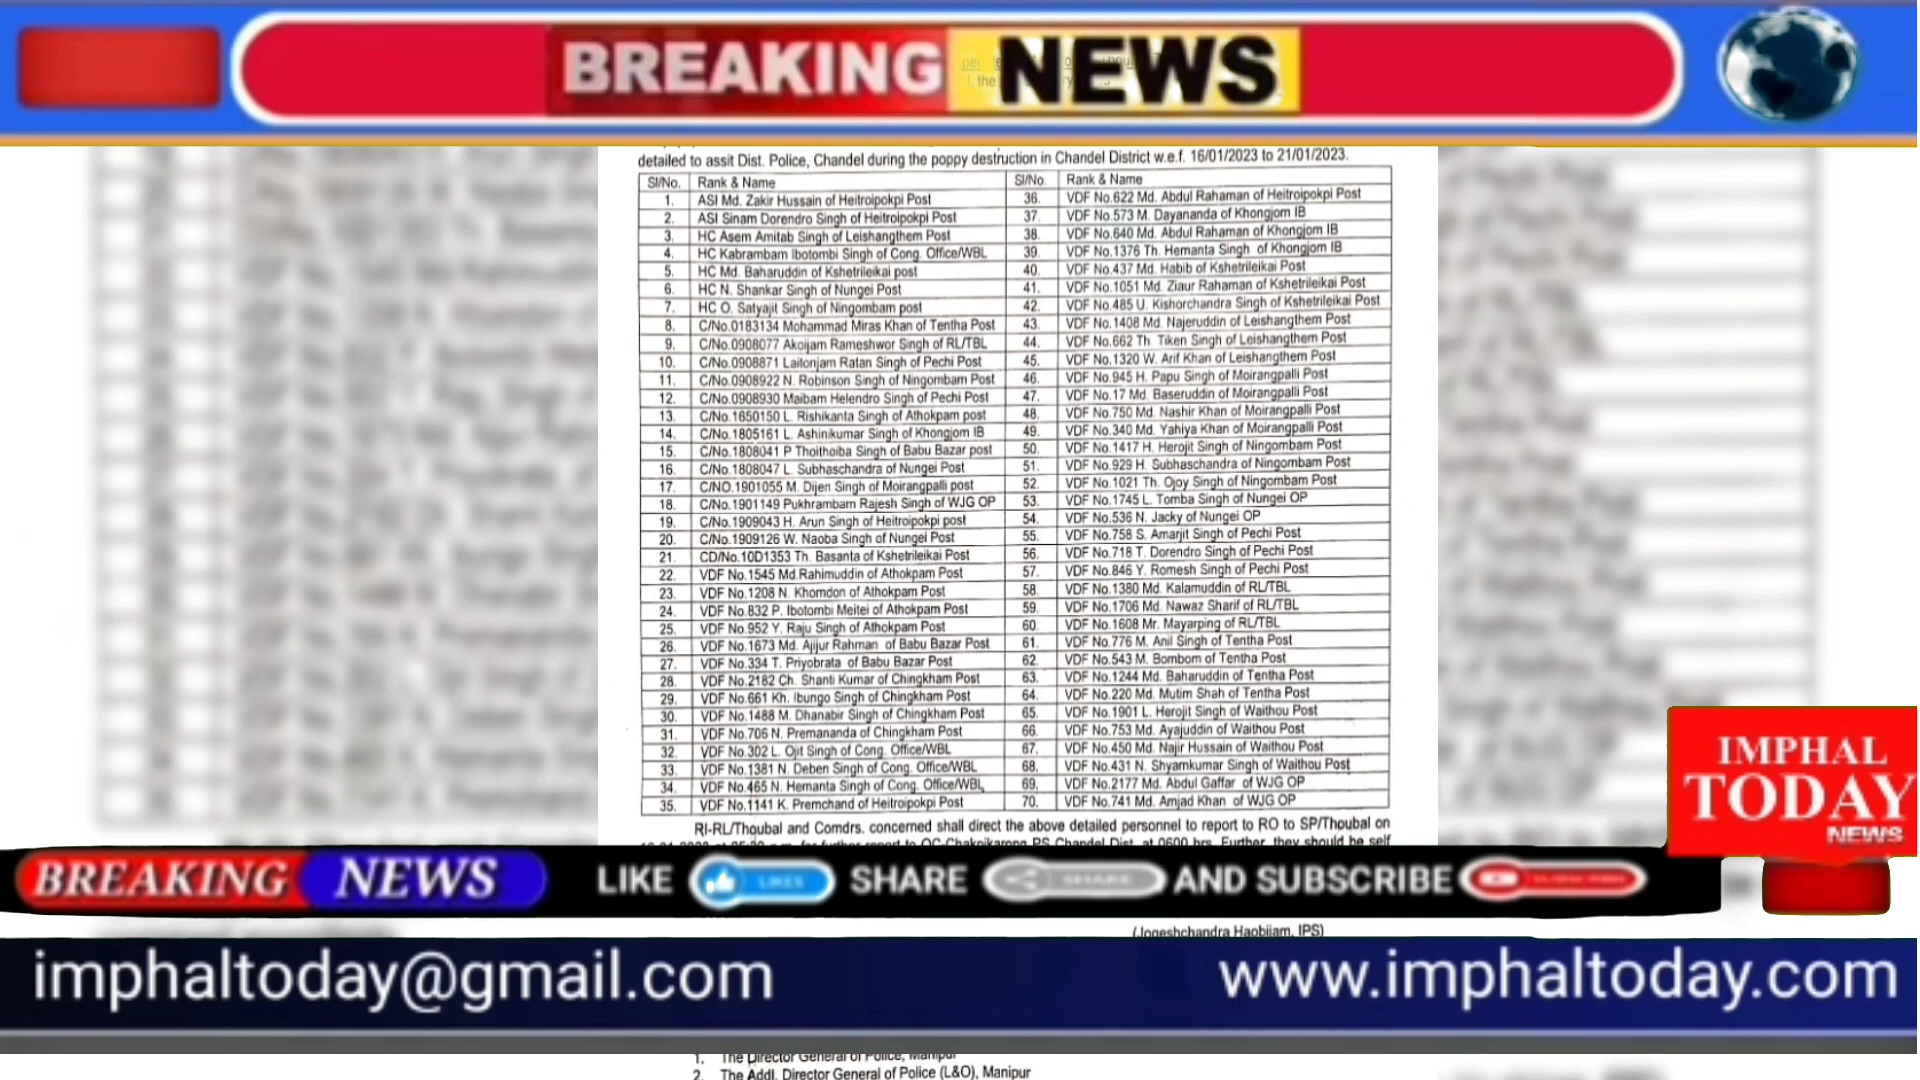 BREAKING NEWS
detailed to assit Dist. Police, Chandel during the poppy destruction in Chandel District w.e.f. 16/01/2023 to 21/01/2023.
Sl/No. Rank & Name Sl/No. Rank & Name
1. ASI Md. Zakir Hussain of Heitroipokpi Post 36. VDF No.622 Md. Abdul Rahaman of Heitroipokpi Post
2. ASI Sinam Dorendro Singh of Heitroipokpi Post 37. VDF No.573 M. Dayananda of Khongjom IB
3. HC Asem Amitab Singh of Leishangthem Post 38. VDF No.640 Md. Abdul Rahaman of Khongjom IB
4. HC Kabrambam Ibotombi Singh of Cong. Office/WBL 39. VDF No.1376 Th. Hemanta Singh of Khongjom IB
5. HC Md. Baharuddin of Kshetrileikai post 40. VDF No.437 Md. Habib of Kshetrileikai Post
6. HC N. Shankar Singh of Nungei Post 41. VDF No.1051 Md. Ziaur Rahaman of Kshetrileikai Post
7. HC O. Satyajit Singh of Ningombam post 42. VDF No.485 U. Kishorchandra Singh of Kshetrileikai Post
8. C/No.0183134 Mohammad Miras Khan of Tentha Post 43. VDF No.1408 Md. Najeruddin of Leishangthem Post
9. C/No.0908077 Akoijam Rameshwor Singh of RL/TBL 44. VDF No.662 Th. Tiken Singh of Leishangthem Post
10. C/No.0908871 Laitonjam Ratan Singh of Pechi Post 45. VDF No.1320 W. Arif Khan of Leishangthem Post
11. C/No.0908922 N. Robinson Singh of Ningombam Post 46. VDF No.945 H. Papu Singh of Moirangpalli Post
12. C/No.0908930 Maibam Helendro Singh of Pechi Post 47. VDF No.17 Md. Baseruddin of Moirangpalli Post
13. C/No.1650150 L. Rishikanta Singh of Athokpam post 48. VDF No.750 Md. Nashir Khan of Moirangpalli Post
14. C/No.1805161 L. Ashinikumar Singh of Khongjom IB 49. VDF No.340 Md. Yahiya Khan of Moirangpalli Post
15. C/No.1808041 P Thoithoiba Singh of Babu Bazar post 50. VDF No.1417 H. Herojit Singh of Ningombam Post
16. C/No.1808047 L. Subhaschandra of Nungei Post 51. VDF No.929 H. Subhaschandra of Ningombam Post
17. C/NO.1901055 M. Dijen Singh of Moirangpalli post 52. VDF No.1021 Th. Ojoy Singh of Ningombam Post
18. C/No.1901149 Pukhrambam Rajesh Singh of WJG OP 53. VDF No.1745 L. Tomba Singh of Nungei OP
19. C/No.1909043 H. Arun Singh of Heitroipokpi post 54. VDF No.536 N. Jacky of Nungei OP
20. C/No.1909126 W. Naoba Singh of Nungei Post 55. VDF No.758 S. Amarjit Singh of Pechi Post
21. CD/No.10D1353 Th. Basanta of Kshetrileikai Post 56. VDF No.718 T. Dorendro Singh of Pechi Post
22. VDF No.1545 Md.Rahimuddin of Athokpam Post 57. VDF No.846 Y. Romesh Singh of Pechi Post
23. VDF No.1208 N. Khomdon of Athokpam Post 58. VDF No.1380 Md. Kalamuddin of RL/TBL
24. VDF No.832 P. Ibotombi Meitei of Athokpam Post 59. VDF No.1706 Md. Nawaz Sharif of RL/TBL
25. VDF No.952 Y. Raju Singh of Athokpam Post 60. VDF No.1608 Mr. Mayarping of RL/TBL
26. VDF No.1673 Md. Ajijur Rahman of Babu Bazar Post 61. VDF No.776 M. Anil Singh of Tentha Post
27. VDF No.334 T. Priyobrata of Babu Bazar Post 62. VDF No.543 M. Bombom of Tentha Post
28. VDF No.2182 Ch. Shanti Kumar of Chingkham Post 63. VDF No.1244 Md. Baharuddin of Tentha Post
29. VDF No.661 Kh. Ibungo Singh of Chingkham Post 64. VDF No.220 Md. Mutim Shah of Tentha Post
30. VDF No.1488 M. Dhanabir Singh of Chingkham Post 65. VDF No.1901 L. Herojit Singh of Waithou Post
31. VDF No.706 N. Premananda of Chingkham Post 66. VDF No.753 Md. Ayajuddin of Waithou Post
32. VDF No.302 L. Ojit Singh of Cong. Office/WBL 67. VDF No.450 Md. Najir Hussain of Waithou Post
33. VDF No.1381 N. Deben Singh of Cong. Office/WBL 68. VDF No.431 N. Shyamkumar Singh of Waithou Post
34. VDF No.465 N. Hemanta Singh of Cong. Office/WBL 69. VDF No.2177 Md. Abdul Gaffar of WJG OP
35. VDF No.1141 K. Premchand of Heitroipokpi Post 70. VDF No.741 Md. Amjad Khan of WJG OP
RI-RL/Thoubal and Comdrs. concerned shall direct the above detailed personnel to report to RO to SP/Thoubal on
for further report to OC-Chakpikarong PS Chandel Dist. at 0600 hrs. Further, they should be self
IMPHAL
TODAY
NEWS
BREAKING NEWS LIKE LIKES SHARE SHARE AND SUBSCRIBE
(Jogeshchandra Haobijam, IPS)
imphaltoday@gmail.com www.imphaltoday.com
1. The Director General of Police, Manipur
2. The Addl. Director General of Police (L&O), Manipur